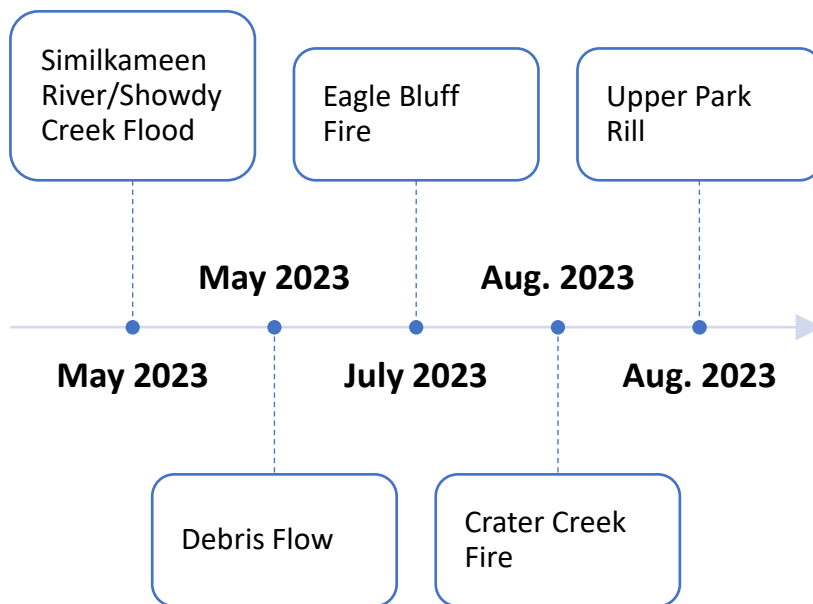 Similkameen
River/Showdy
Creek Flood
Eagle Bluff
Fire
Upper Park
Rill
May 2023
Aug. 2023
May 2023
July 2023
Aug. 2023
Debris Flow
Crater Creek
Fire